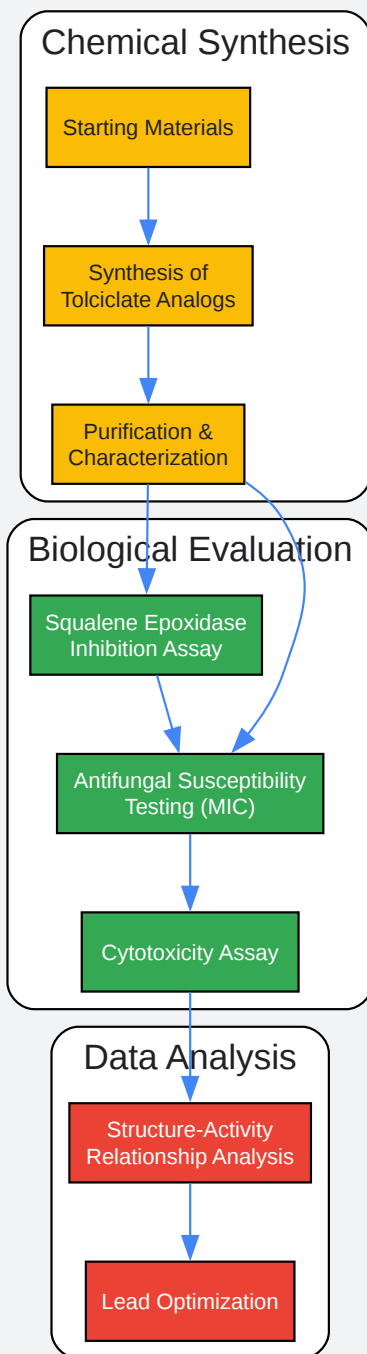 Chemical Synthesis
Starting Materials
Synthesis of
Tolciclate Analogs
Purification &
Characterization
Biological Evaluation
Squalene Epoxidase
Inhibition Assay
Antifungal Susceptibility
Testing (MIC)
Cytotoxicity Assay
Data Analysis
Structure-Activity
Relationship Analysis
Lead Optimization